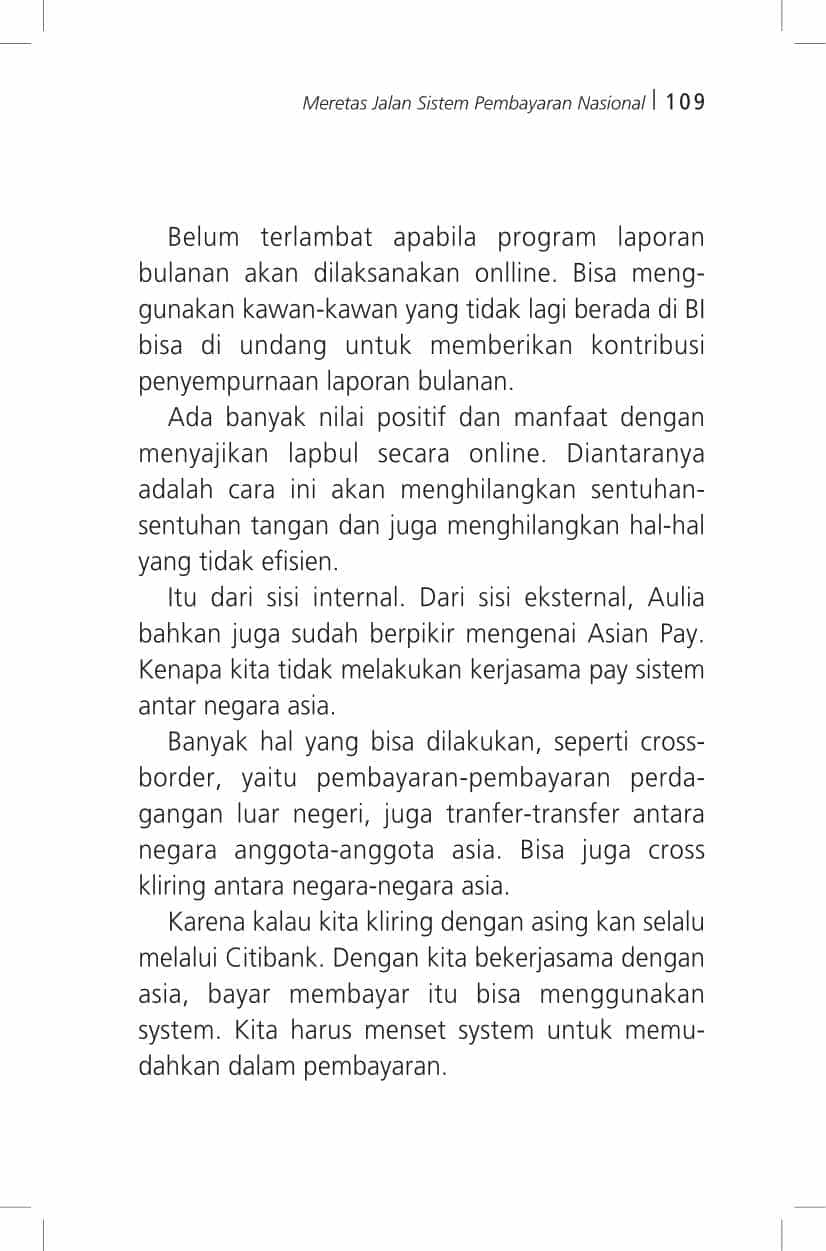 Meretas Jalan Sistem Pembayaran Nasional | 109
Belum terlambat apabila program laporan
bulanan akan dilaksanakan onlline. Bisa meng-
gunakan kawan-kawan yang tidak lagi berada di BI
bisa di undang untuk memberikan kontribusi
penyempurnaan laporan bulanan.
Ada banyak nilai positif dan manfaat dengan
menyajikan lapbul secara online. Diantaranya
adalah cara ini akan menghilangkan sentuhan-
sentuhan tangan dan juga menghilangkan hal-hal
yang tidak efisien.
Itu dari sisi internal. Dari sisi eksternal, Aulia
bahkan juga sudah berpikir mengenai Asian Pay.
Kenapa kita tidak melakukan kerjasama pay sistem
antar negara asia.
Banyak hal yang bisa dilakukan, seperti cross-
border, yaitu pembayaran-pembayaran perda-
gangan luar negeri, juga tranfer-transfer antara
negara anggota-anggota asia. Bisa juga cross
kliring antara negara-negara asia.
Karena kalau kita kliring dengan asing kan selalu
melalui Citibank. Dengan kita bekerjasama dengan
asia, bayar membayar itu bisa menggunakan
system. Kita harus menset system untuk memu-
dahkan dalam pembayaran.